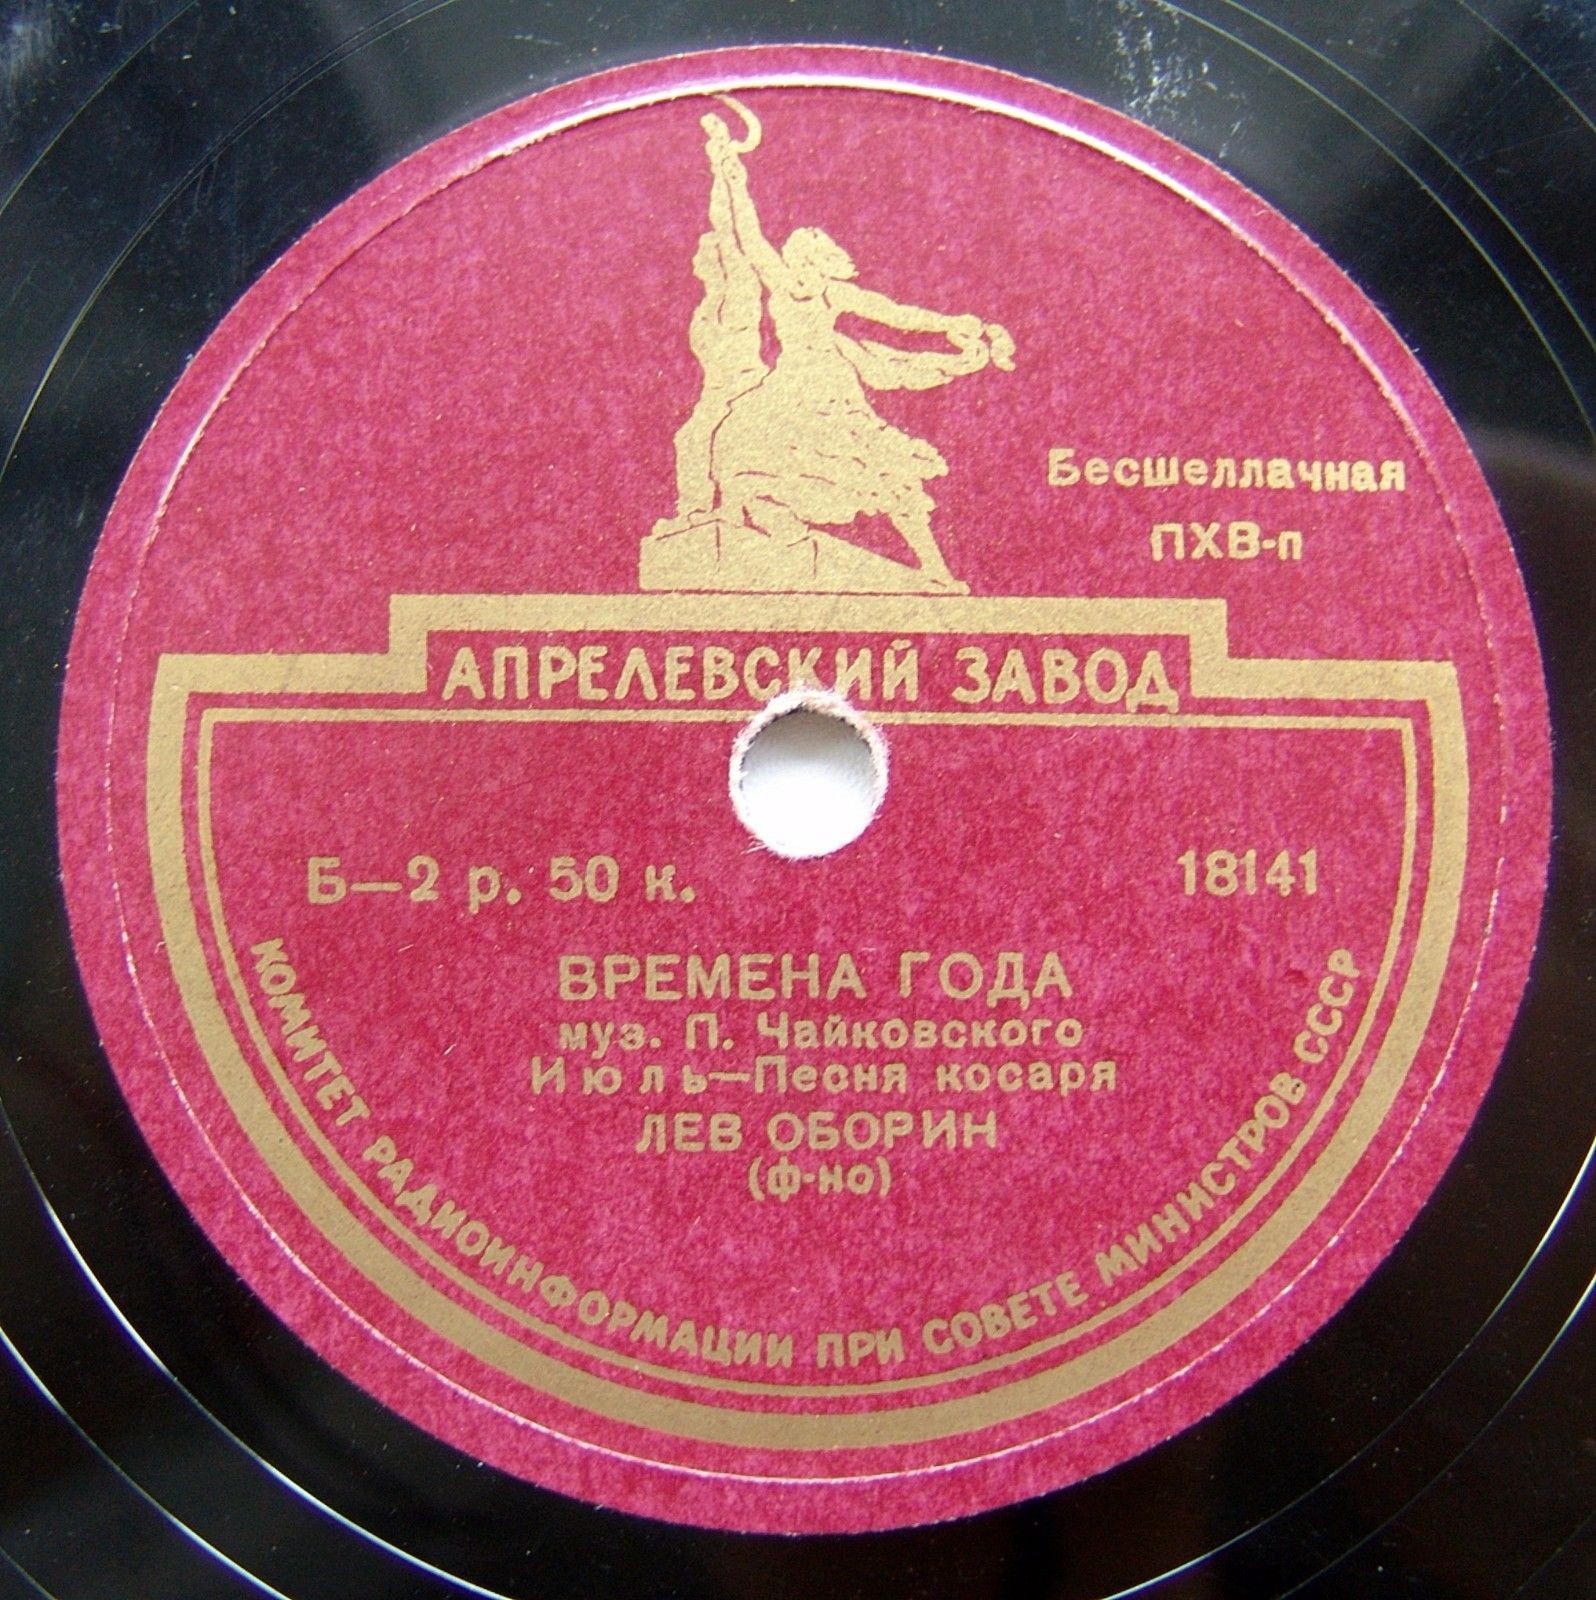 Бесшеллачная
ПХВ-п
АПРЕЛЕВСКИЙ ЗАВОД
Б—2 р. 50 к.
18141
ВРЕМЕНА ГОДА
муз. П. Чайковского
Июль—Песня косаря
ЛЕВ ОБОРИН
(ф-но)
КОМИТЕТ РАДИОИНФОРМАЦИИ ПРИ СОВЕТЕ МИНИСТРОВ СССР